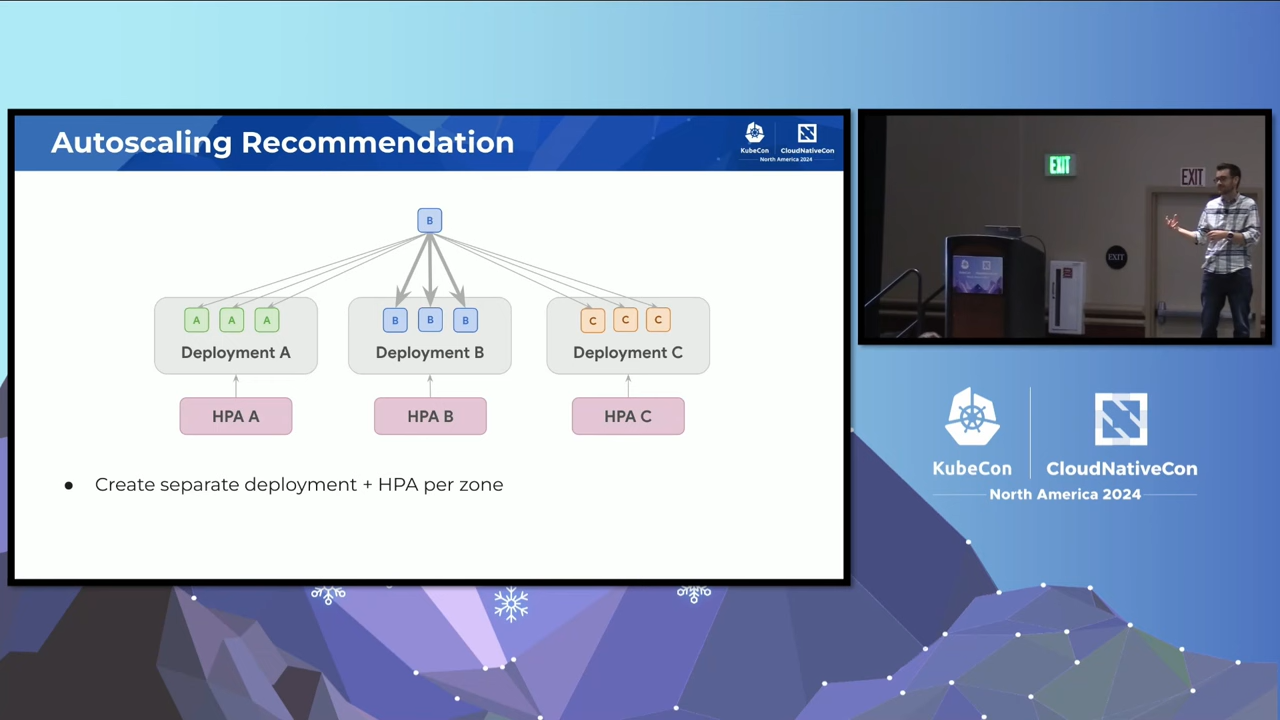 Autoscaling Recommendation
KubeCon
CloudNativeCon
North America 2024
B
A A A
B B B
C C C
Deployment A
Deployment B
Deployment C
HPA A
HPA B
HPA C
● Create separate deployment + HPA per zone
EXIT
EXIT
EXIT
KubeCon
CloudNativeCon
North America 2024